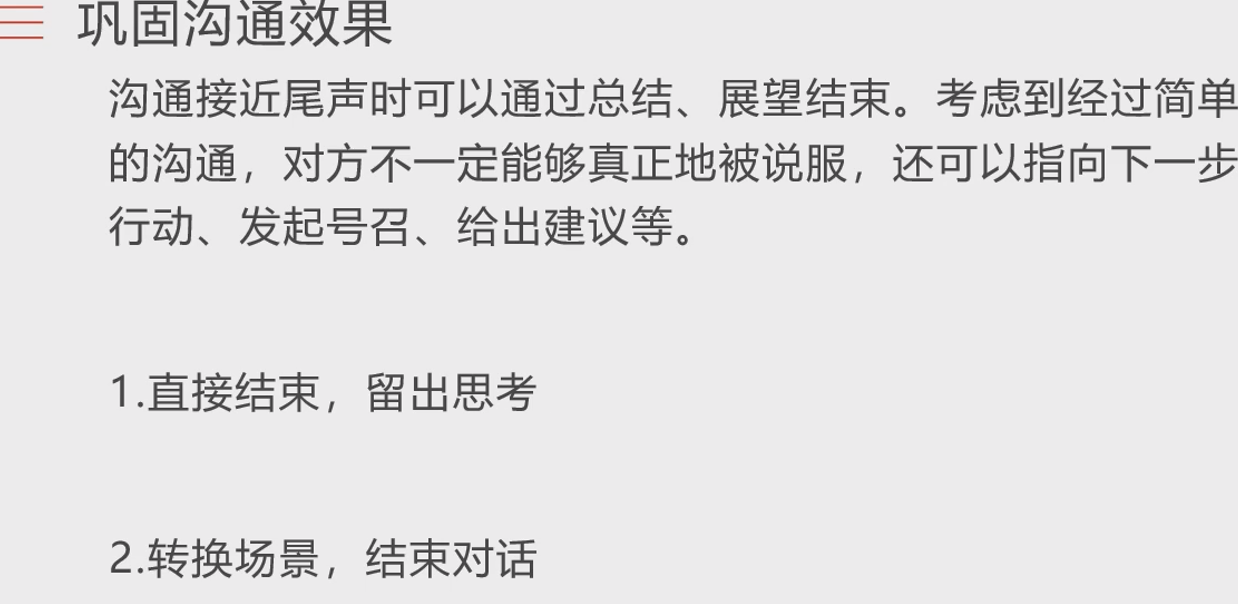 巩固沟通效果
沟通接近尾声时可以通过总结、展望结束。考虑到经过简单
的沟通，对方不一定能够真正地被说服，还可以指向下一步
行动、发起号召、给出建议等。
1.直接结束，留出思考
2.转换场景，结束对话